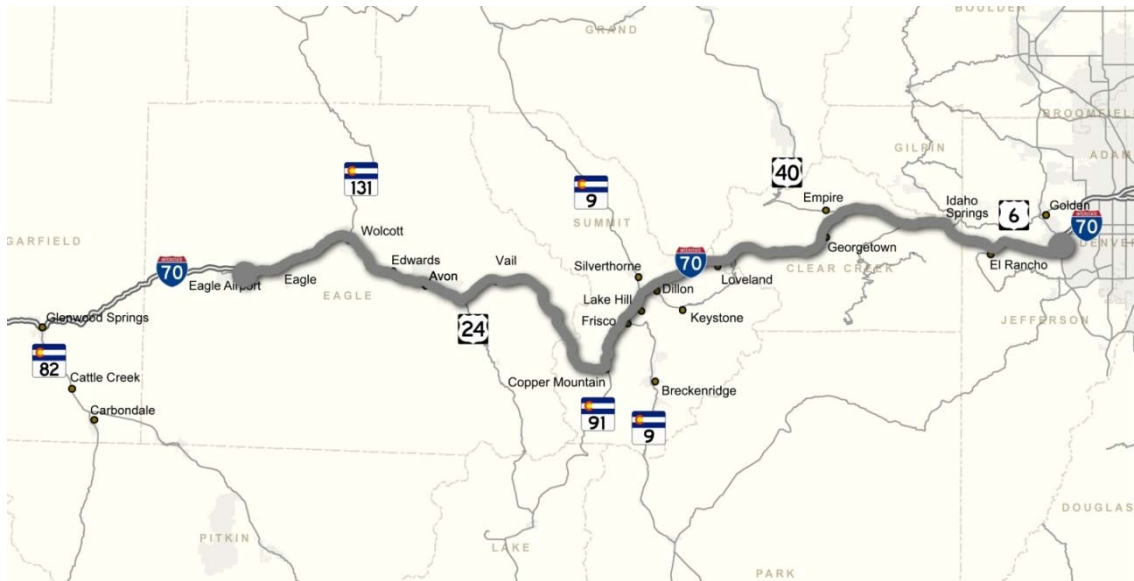 BOULDER
GRAND
BROOMFIELD
GILPIN
ADAM
40
131
9
SUMMIT
Empire
Idaho
Springs
6
Golden
70
DENVER
GARFIELD
Wolcott
70
Eagle Airport
Eagle
EAGLE
Edwards
Avon
Vail
Silverthorne
70
Loveland
Georgetown
CLEAR CREEK
El Rancho
Lake Hill
Dillon
Frisco
Keystone
JEFFERSON
Glenwood Springs
24
82
Cattle Creek
Carbondale
Copper Mountain
91
Breckenridge
9
DOUGLAS
PITKIN
LAKE
PARK